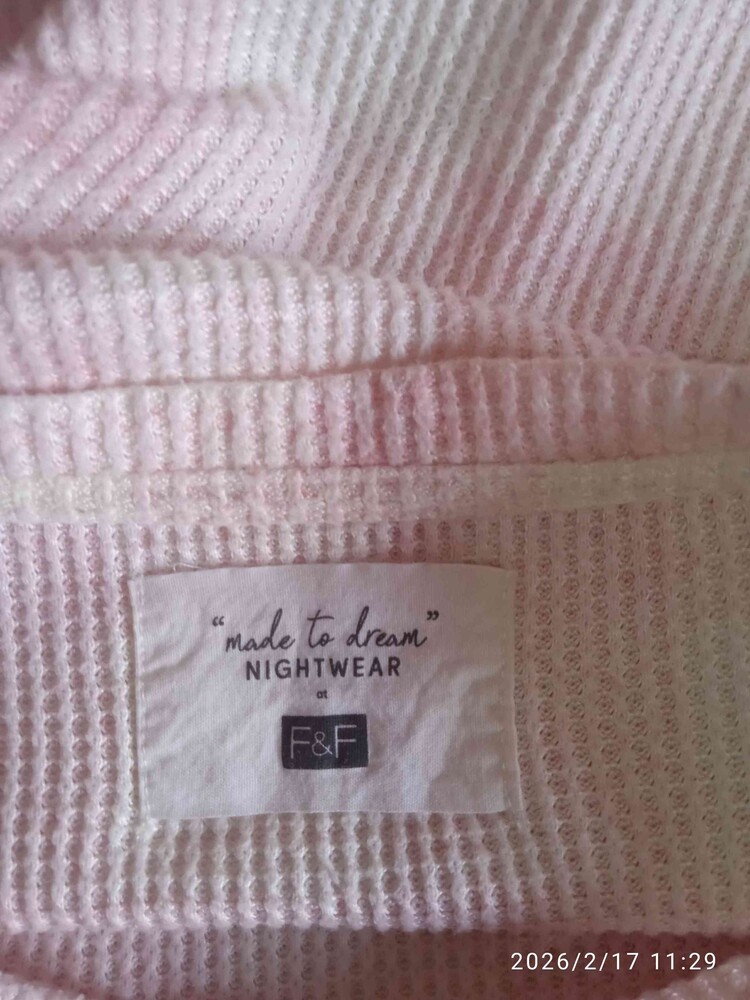 “made to dream”
NIGHTWEAR
at
F&F
2026/2/17 11:29